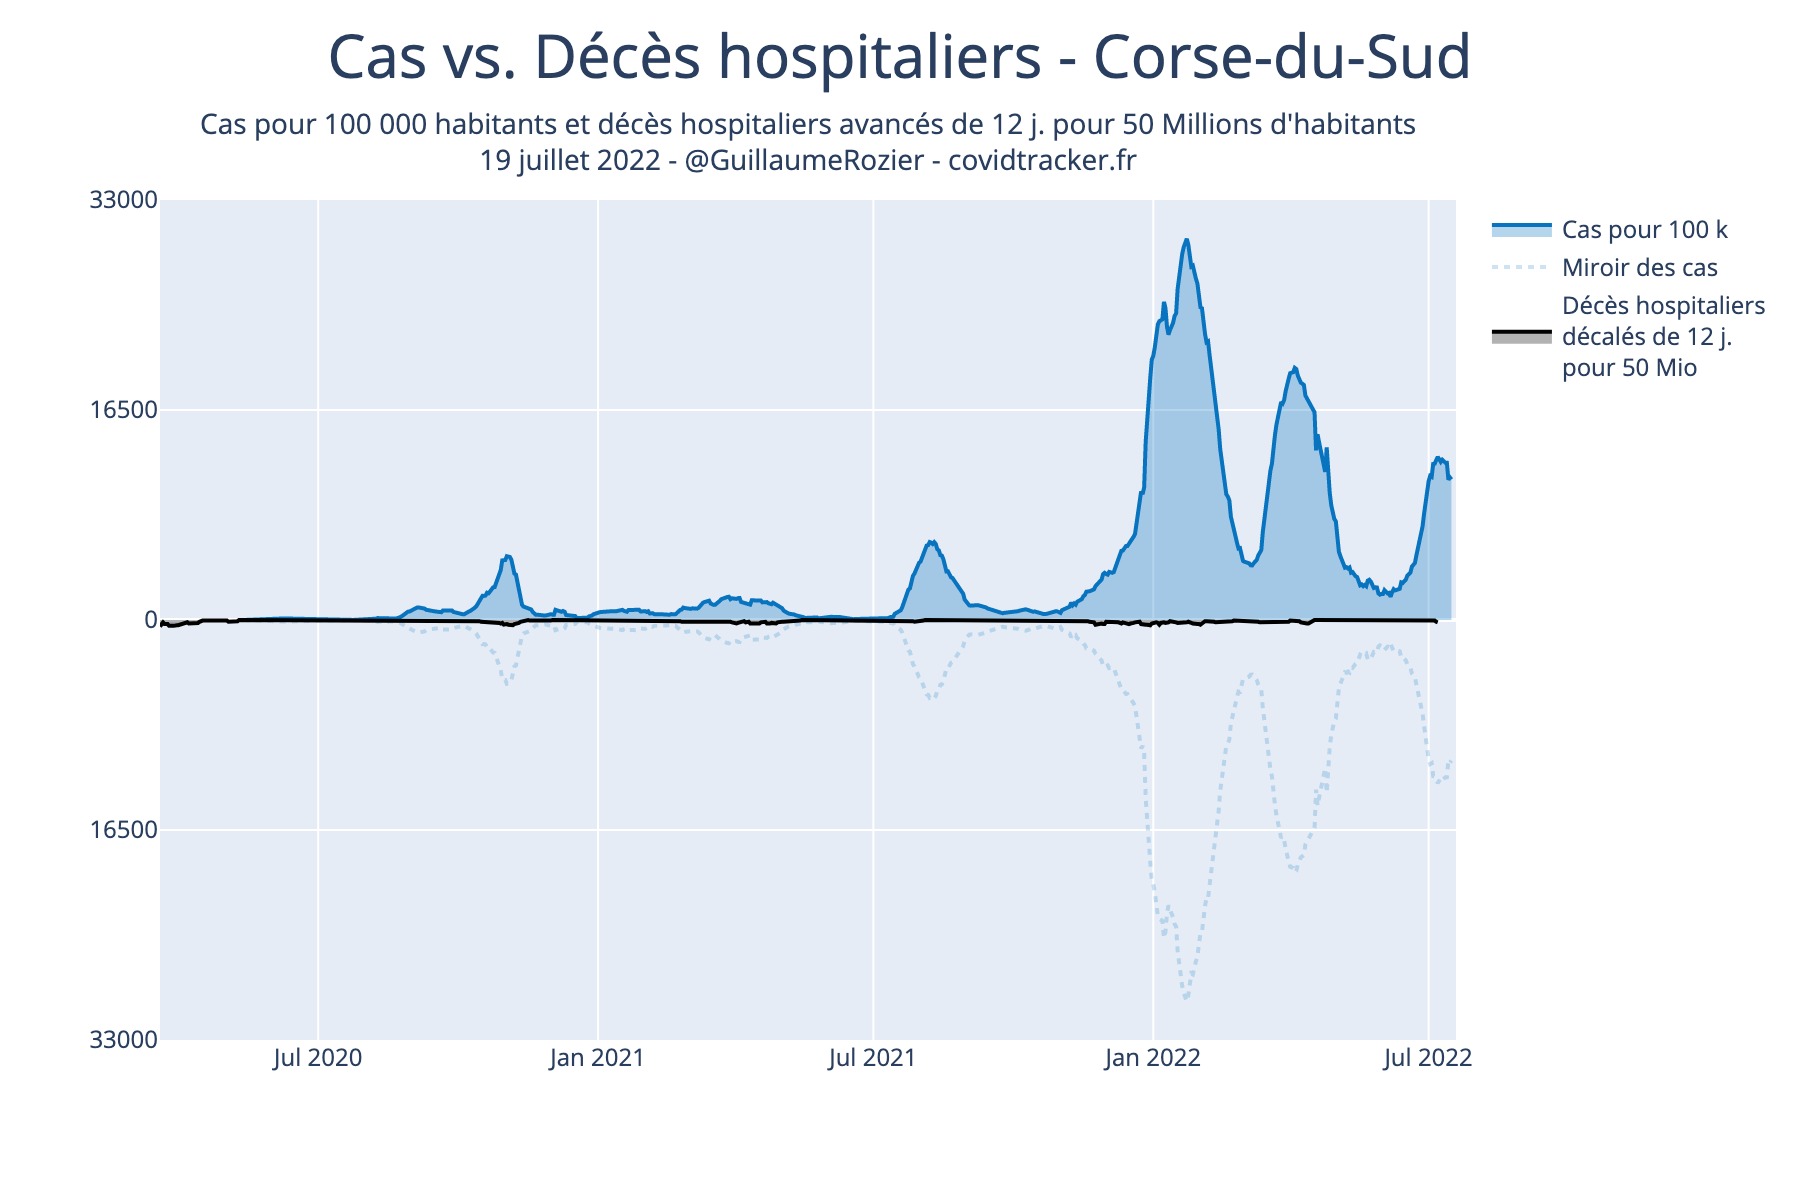 Cas vs. Décès hospitaliers - Corse-du-Sud
Cas pour 100 000 habitants et décès hospitaliers avancés de 12 j. pour 50 Millions d'habitants
19 juillet 2022 - @GuillaumeRozier - covidtracker.fr
33000
16500
0
16500
33000
Jul 2020
Jan 2021
Jul 2021
Jan 2022
Jul 2022
Cas pour 100 k
Miroir des cas
Décès hospitaliers
décalés de 12 j.
pour 50 Mio